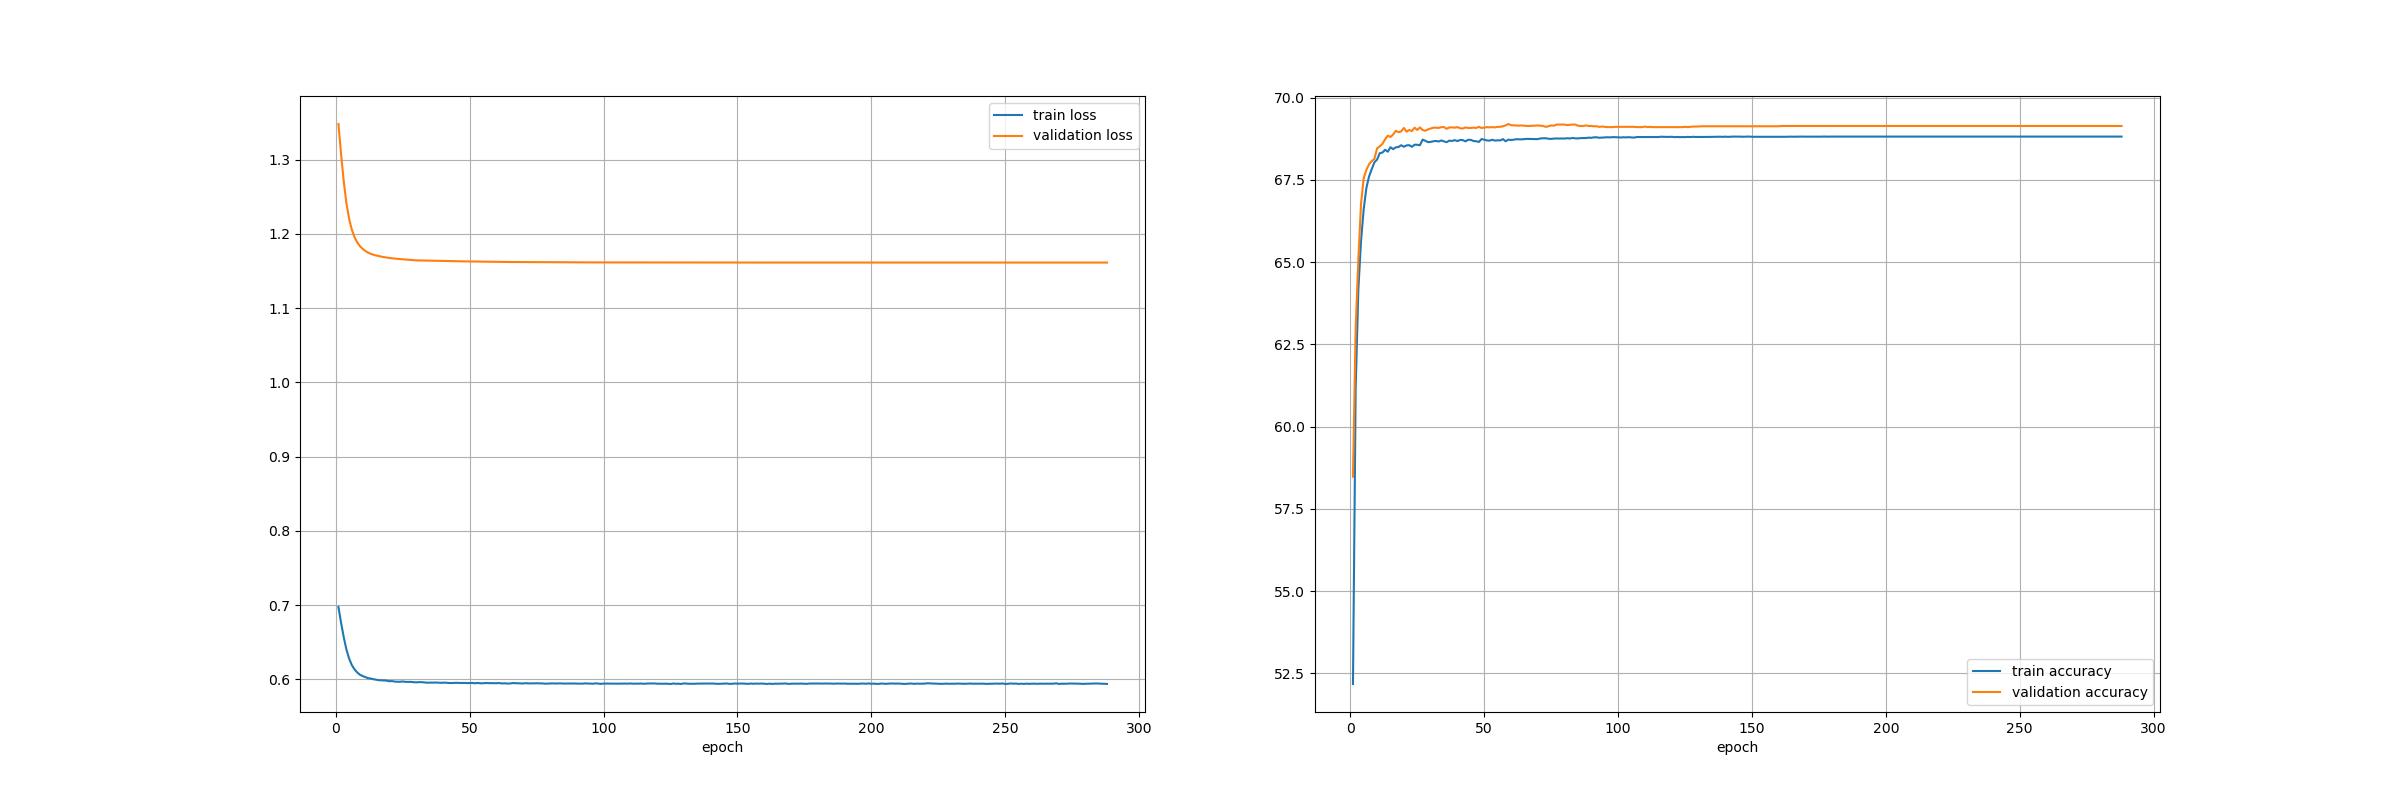 train loss
validation loss
1.3
1.2
1.1
1.0
0.9
0.8
0.7
0.6
0 50 100 150 200 250 300
epoch
70.0
67.5
65.0
62.5
60.0
57.5
55.0
52.5
train accuracy
validation accuracy
0 50 100 150 200 250 300
epoch